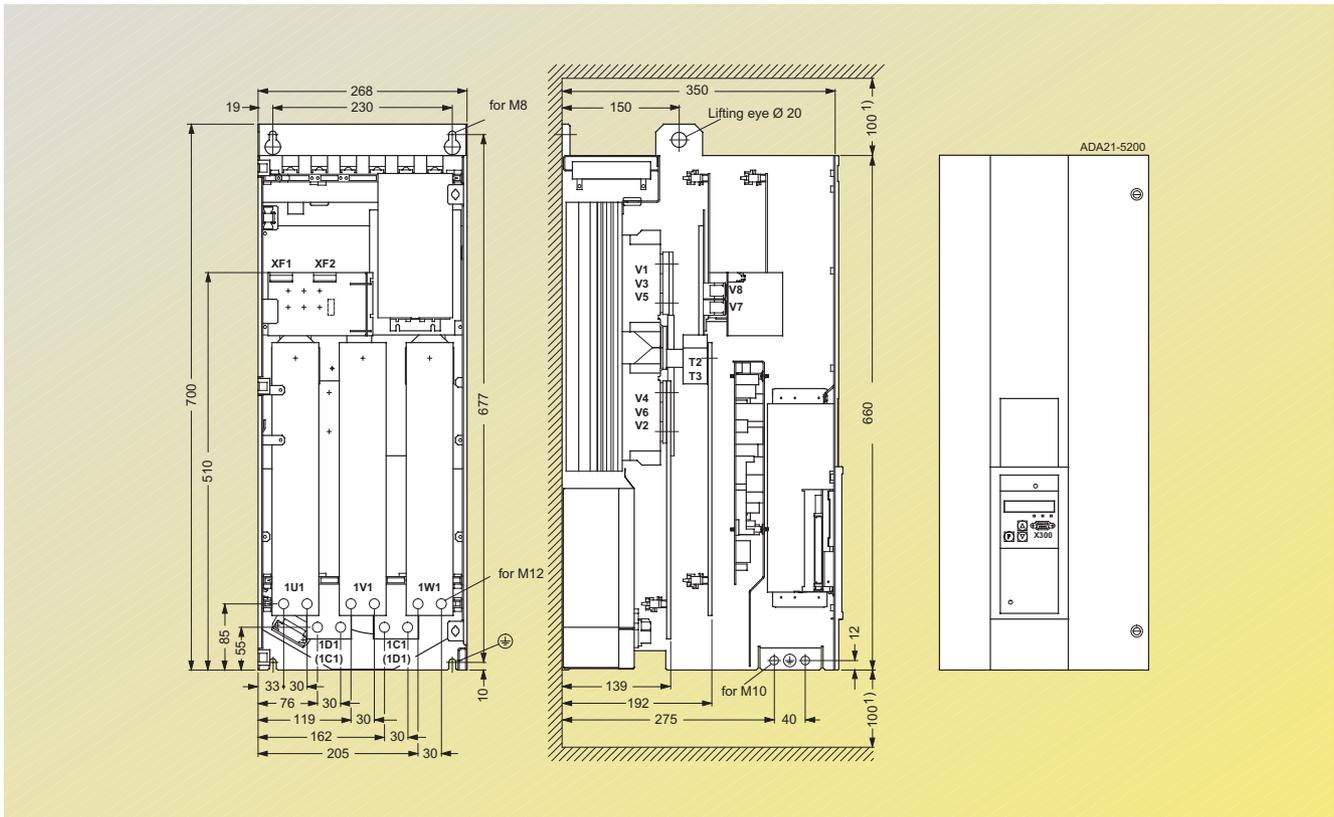 268
19
230
for M8
XF1 XF2
700
510
677
1U1 1V1 1W1
for M12
85
55
1D1 1C1
(1C1) (1D1)
10
33 30
76 30
119 30
162 30
205 30
350
150
Lifting eye Ø 20
100 1)
V1
V3
V5
V8
V7
T2
T3
V4
V6
V2
660
12
for M10
139
192
275 40
100 1)
ADA21-5200
P
X300